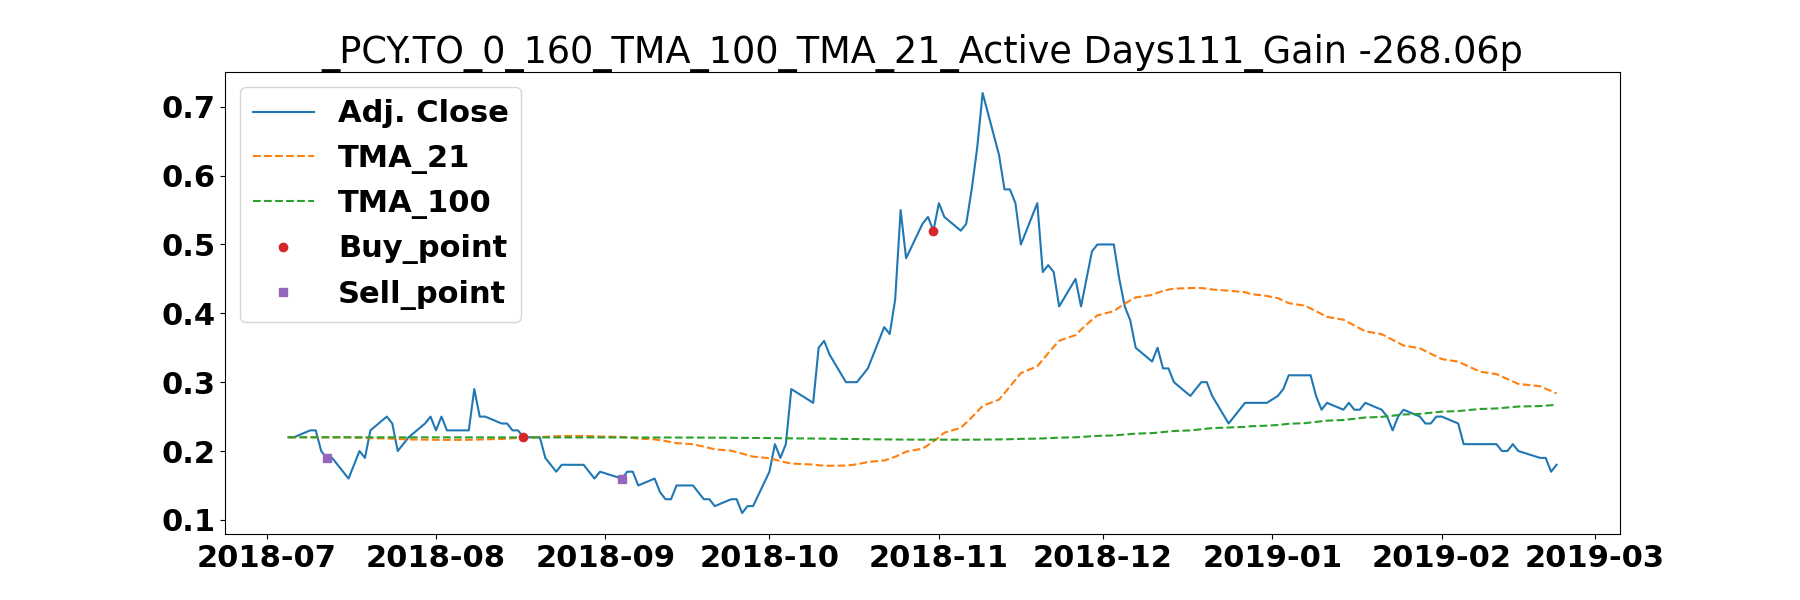 _PCY.TO_0_160_TMA_100_TMA_21_Active Days111_Gain -268.06p
Adj. Close
TMA_21
TMA_100
Buy_point
Sell_point
0.7
0.6
0.5
0.4
0.3
0.2
0.1
2018-07 2018-08 2018-09 2018-10 2018-11 2018-12 2019-01 2019-02 2019-03